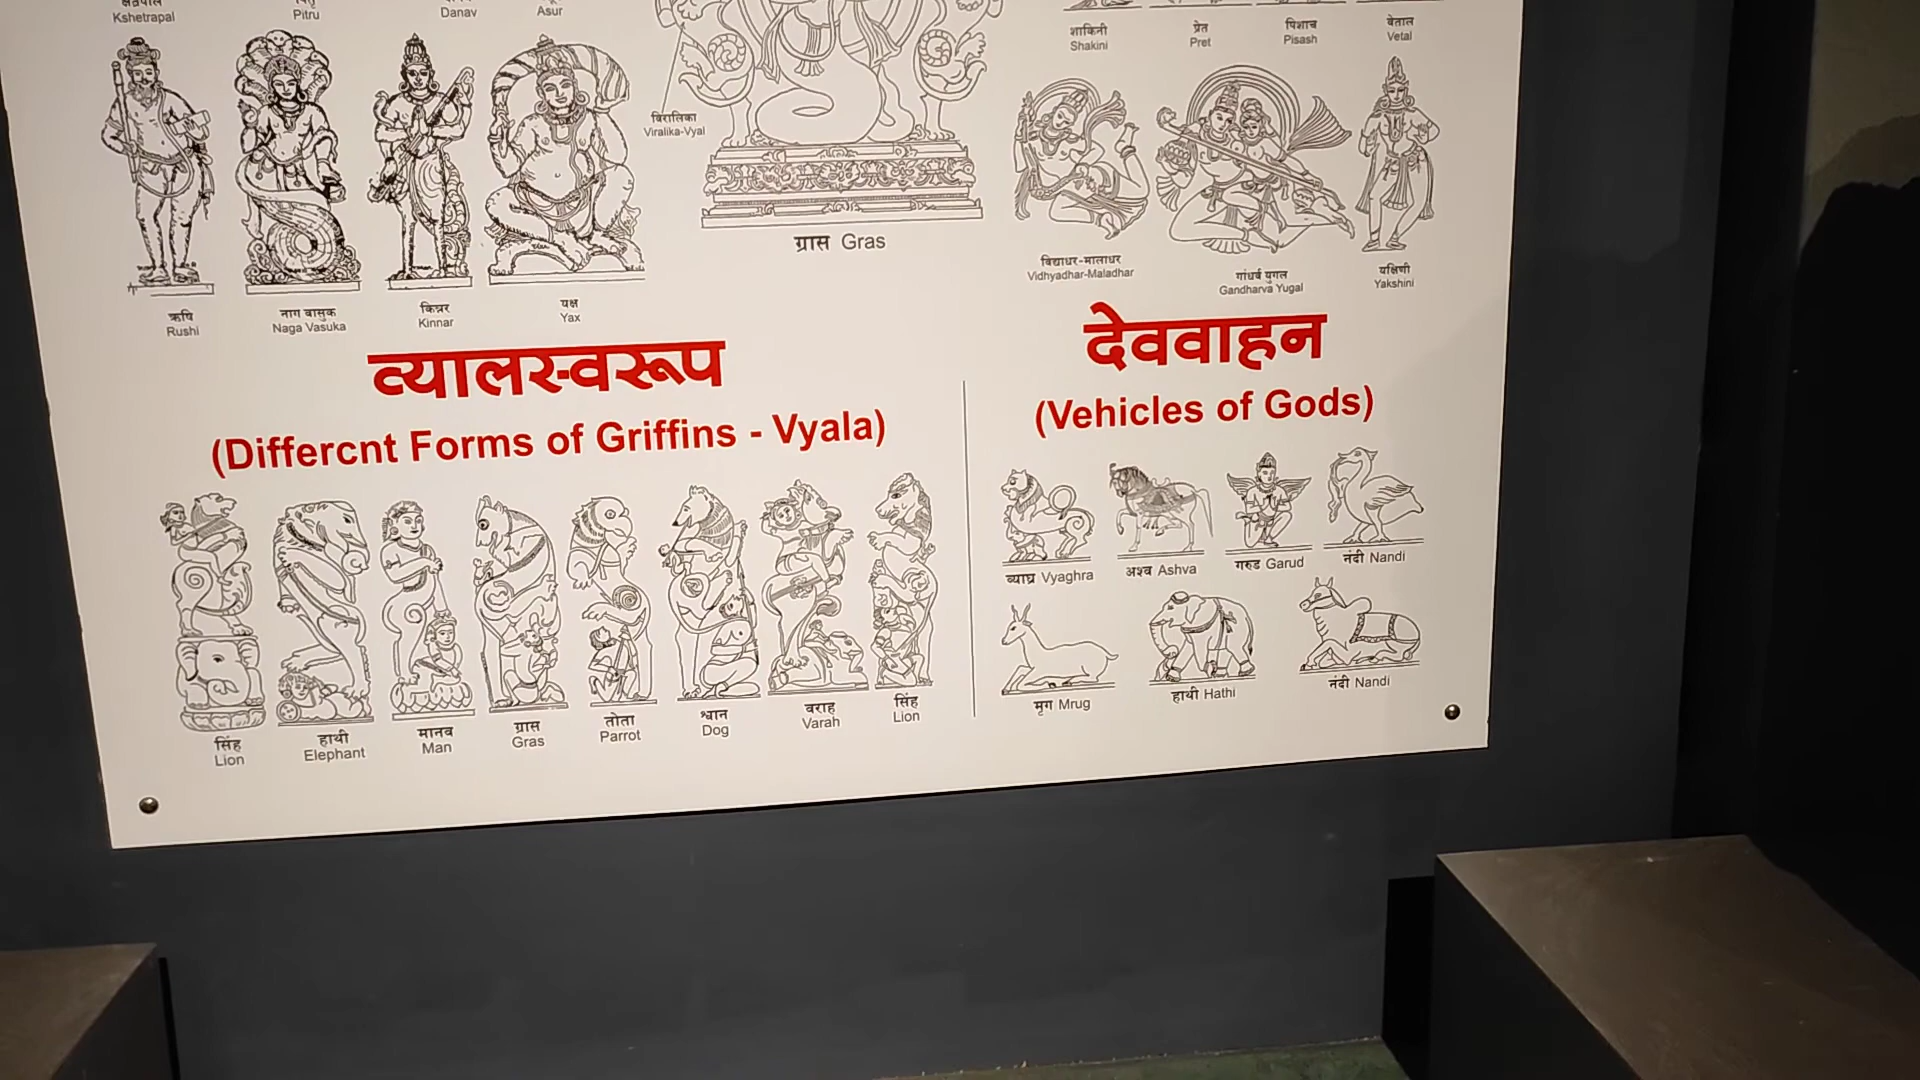 Kshetrapal
Pitru
Danav
Asur
शाकिनी
Shakini
प्रेत
Pret
पिशाच
Pisash
वेताल
Vetal
विरालिका
Viralika-Vyal
ग्रास Gras
ऋषि
Rushi
नाग वासुक
Naga Vasuka
किन्नर
Kinnar
यक्ष
Yax
विद्याधर-मालाधर
Vidhyadhar-Maladhar
गांधर्व युगल
Gandharva Yugal
यक्षिणी
Yakshini
व्यालस्वरूप
(Differcnt Forms of Griffins - Vyala)
सिंह
Lion
हाथी
Elephant
मानव
Man
ग्रास
Gras
तोता
Parrot
श्वान
Dog
वराह
Varah
सिंह
Lion
देववाहन
(Vehicles of Gods)
व्याघ्र Vyaghra
अश्व Ashva
गरुड Garud
नंदी Nandi
मृग Mrug
हाथी Hathi
नंदी Nandi